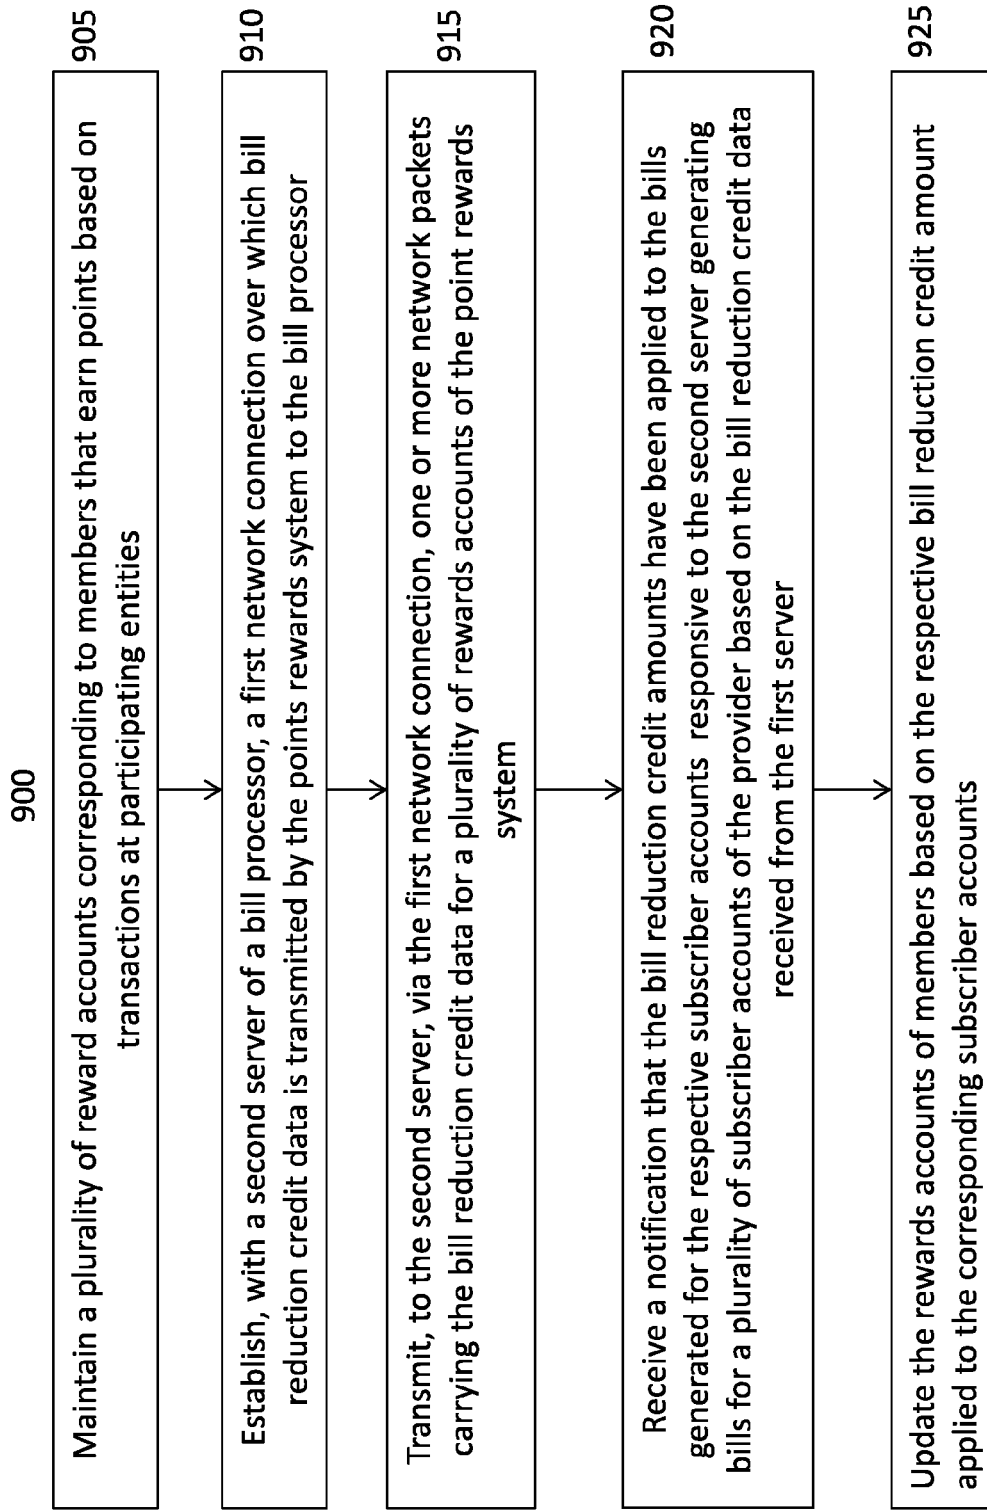 900
Maintain a plurality of reward accounts corresponding to members that earn points based on
transactions at participating entities
905
Establish, with a second server of a bill processor, a first network connection over which bill
reduction credit data is transmitted by the points rewards system to the bill processor
910
Transmit, to the second server, via the first network connection, one or more network packets
carrying the bill reduction credit data for a plurality of rewards accounts of the point rewards
system
915
Receive a notification that the bill reduction credit amounts have been applied to the bills
generated for the respective subscriber accounts responsive to the second server generating
bills for a plurality of subscriber accounts of the provider based on the bill reduction credit data
received from the first server
920
Update the rewards accounts of members based on the respective bill reduction credit amount
applied to the corresponding subscriber accounts
925